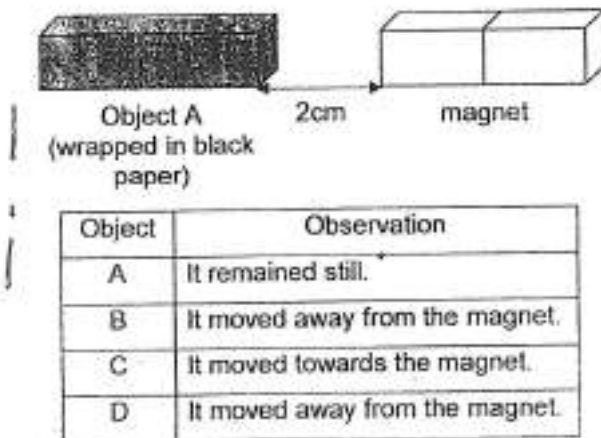 Object A
(wrapped in black
paper)
2cm
magnet
Object Observation
A It remained still.
B It moved away from the magnet.
C It moved towards the magnet.
D It moved away from the magnet.